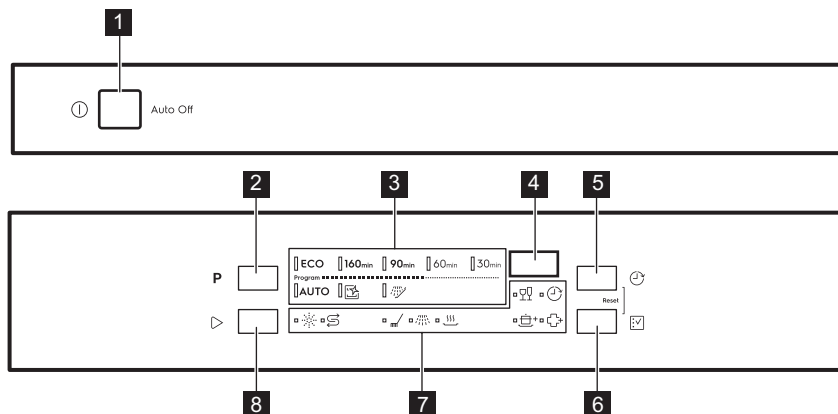 1
Auto Off
2 3 4 5
P ECO 160min 90min 60min 30min
Program
AUTO
Reset
8 7 6